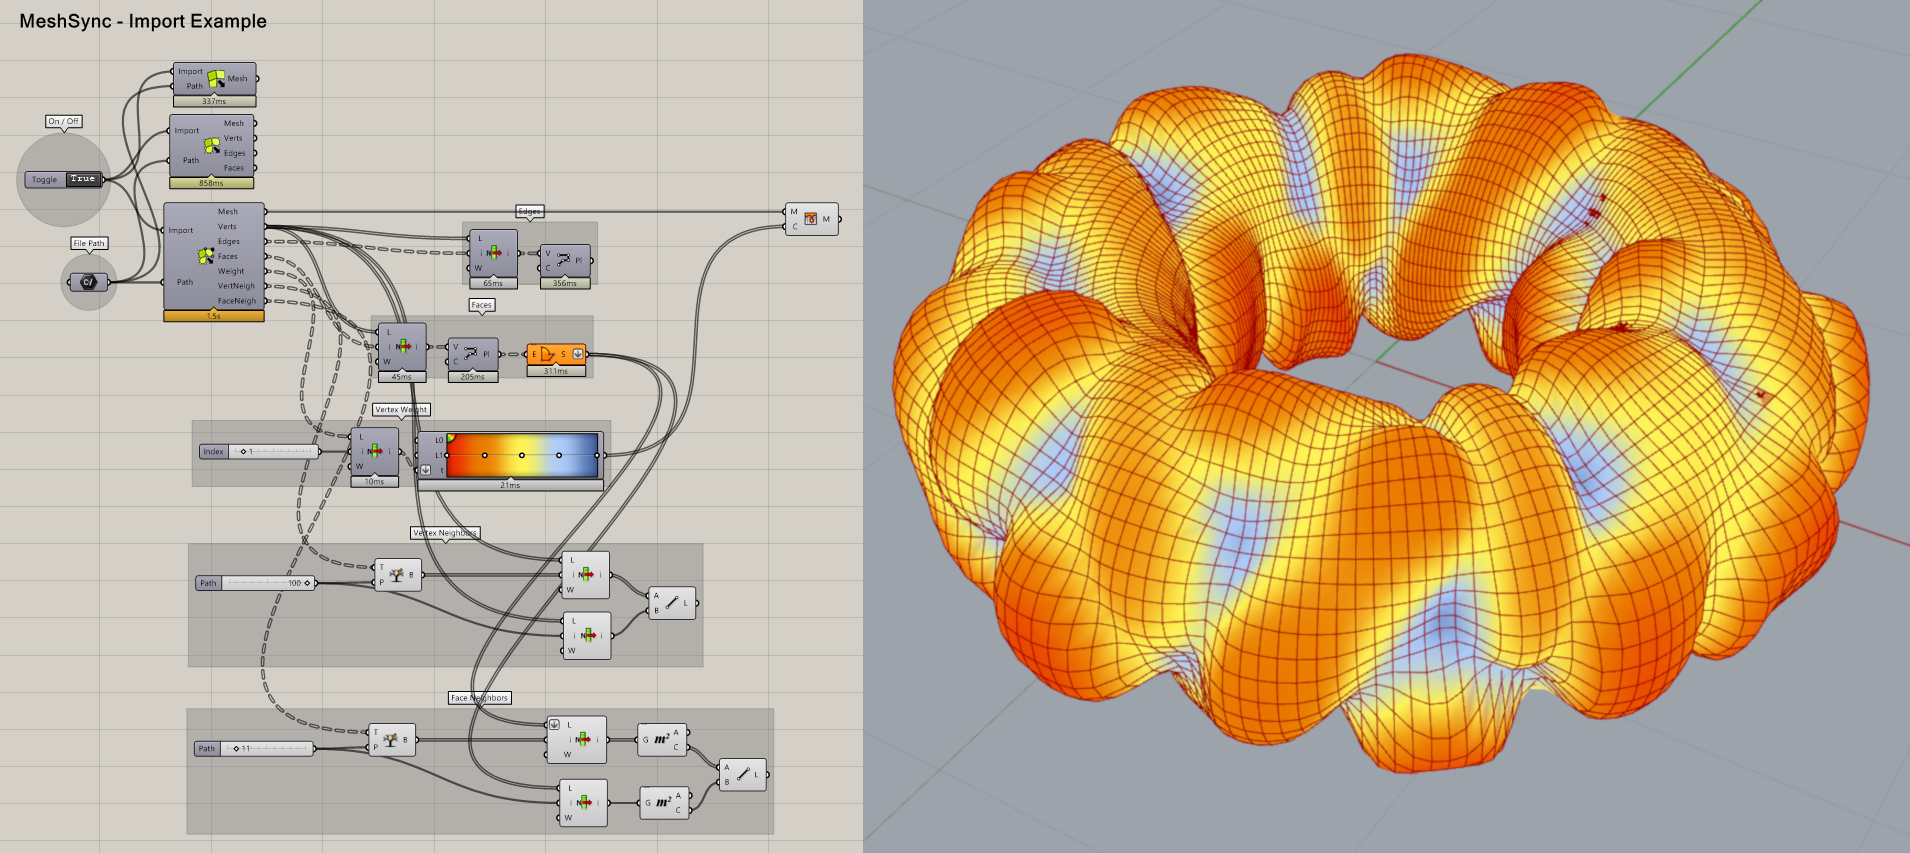 MeshSync - Import Example
Import Mesh
Path
337ms
On / Off
Toggle True
Import
Path
Mesh
Verts
Edges
Faces
858ms
File Path
C/
Import
Path
Mesh
Verts
Edges
Faces
Weight
VertNeigh
FaceNeigh
1.5s
Edges
L
i N i
W
65ms
V
C
Pl
356ms
M
C
M
Faces
L
i N i
W
45ms
V
C
Pl
205ms
E S
311ms
Vertex Weight
Index 1
L
i N i
W
10ms
L0
L1
t
21ms
Vertex Neighbors
Path 100
T
P
B
L
i N i
W
L
i N i
W
A
B
L
Face Neighbors
Path 11
T
P
B
L
i N i
W
G m² A
C
L
i N i
W
G m² A
C
A
B
L